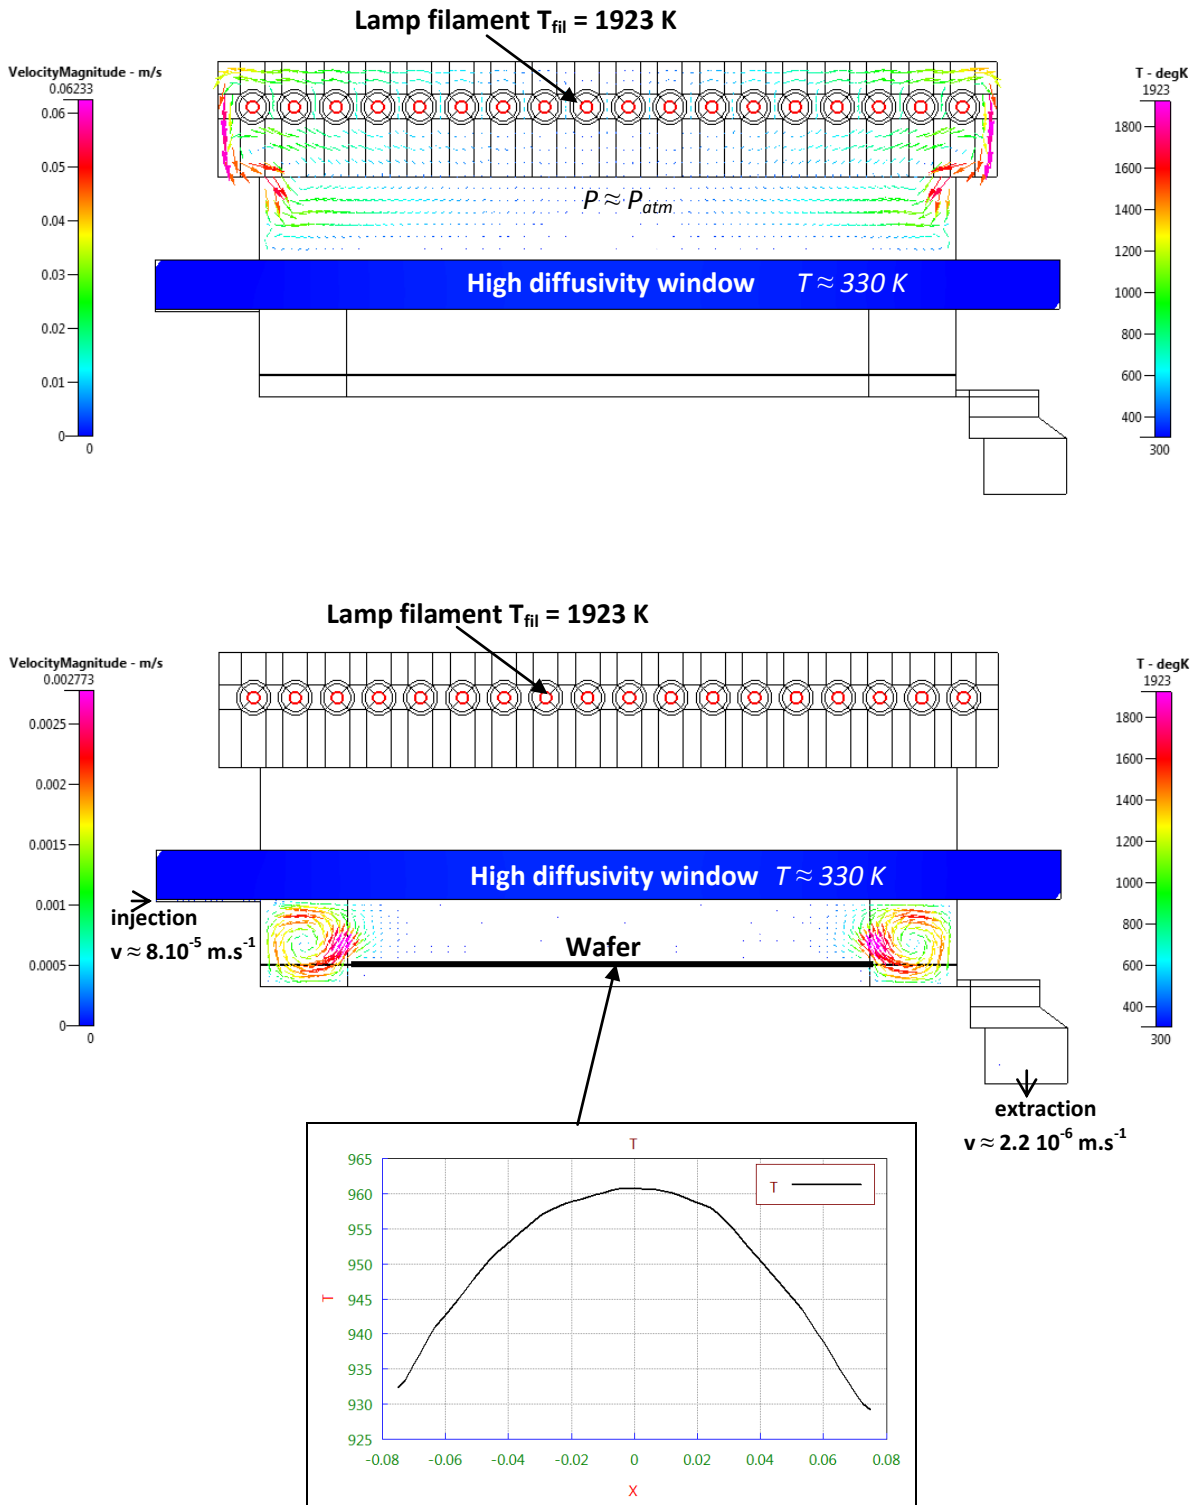 Lamp filament Tfil = 1923 K
VelocityMagnitude - m/s
0.06233
0.06
0.05
0.04
0.03
0.02
0.01
0
0
T - degK
1923
1800
1600
1400
1200
1000
800
600
400
300
P ≈ Patm
High diffusivity window T ≈ 330 K
Lamp filament Tfil = 1923 K
VelocityMagnitude - m/s
0.002773
0.0025
0.002
0.0015
0.001
0.0005
0
0
T - degK
1923
1800
1600
1400
1200
1000
800
600
400
300
High diffusivity window T ≈ 330 K
injection
v ≈ 8.10⁻⁵ m.s⁻¹
Wafer
extraction
v ≈ 2.2 10⁻⁶ m.s⁻¹
T
T
965
960
955
950
945
940
935
930
925
T
-0.08 -0.06 -0.04 -0.02 0 0.02 0.04 0.06 0.08
X